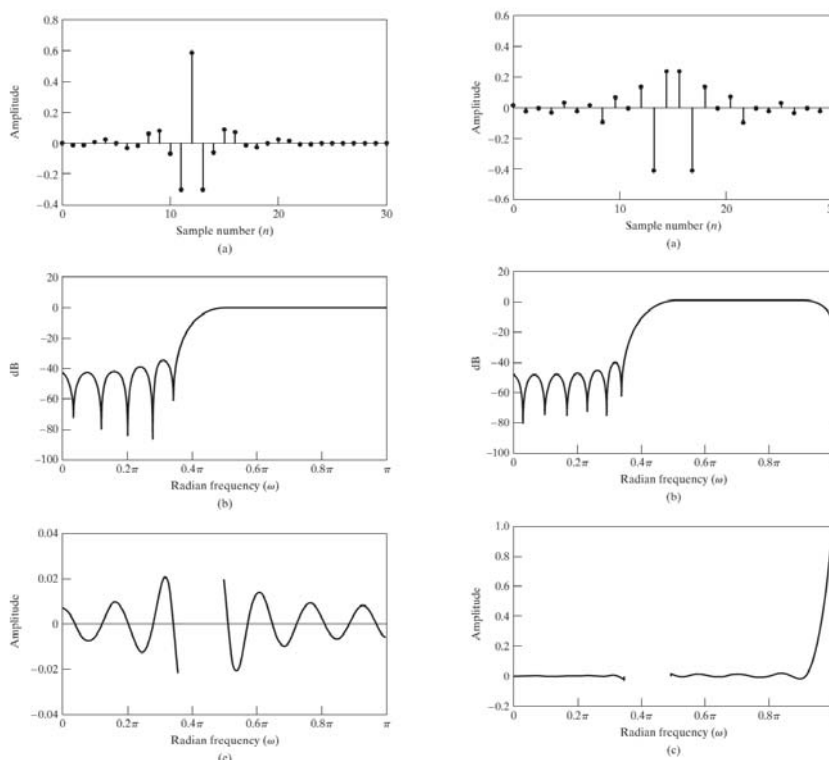 0.8
0.6
0.4
0.2
0
−0.2
−0.4
Amplitude
0
10
20
30
Sample number (n)
(a)
0.6
0.4
0.2
0
−0.2
−0.4
−0.6
Amplitude
0
10
20
30
Sample number (n)
(a)
20
0
−20
−40
−60
−80
−100
dB
0
0.2π
0.4π
0.6π
0.8π
π
Radian frequency (ω)
(b)
20
0
−20
−40
−60
−80
−100
dB
0
0.2π
0.4π
0.6π
0.8π
Radian frequency (ω)
(b)
0.04
0.02
0
−0.02
−0.04
Amplitude
0
0.2π
0.4π
0.6π
0.8π
π
Radian frequency (ω)
(c)
1.0
0.8
0.6
0.4
0.2
0
−0.2
Amplitude
0
0.2π
0.4π
0.6π
0.8π
Radian frequency (ω)
(c)